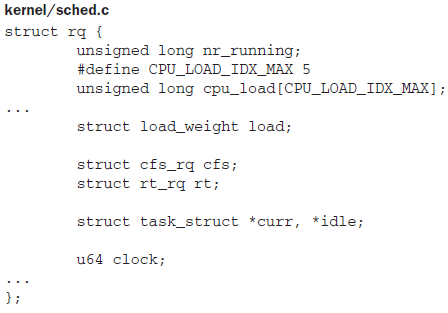 kernel/sched.c
struct rq {
unsigned long nr_running;
#define CPU_LOAD_IDX_MAX 5
unsigned long cpu_load[CPU_LOAD_IDX_MAX];
...
struct load_weight load;
struct cfs_rq cfs;
struct rt_rq rt;
struct task_struct *curr, *idle;
u64 clock;
...
};